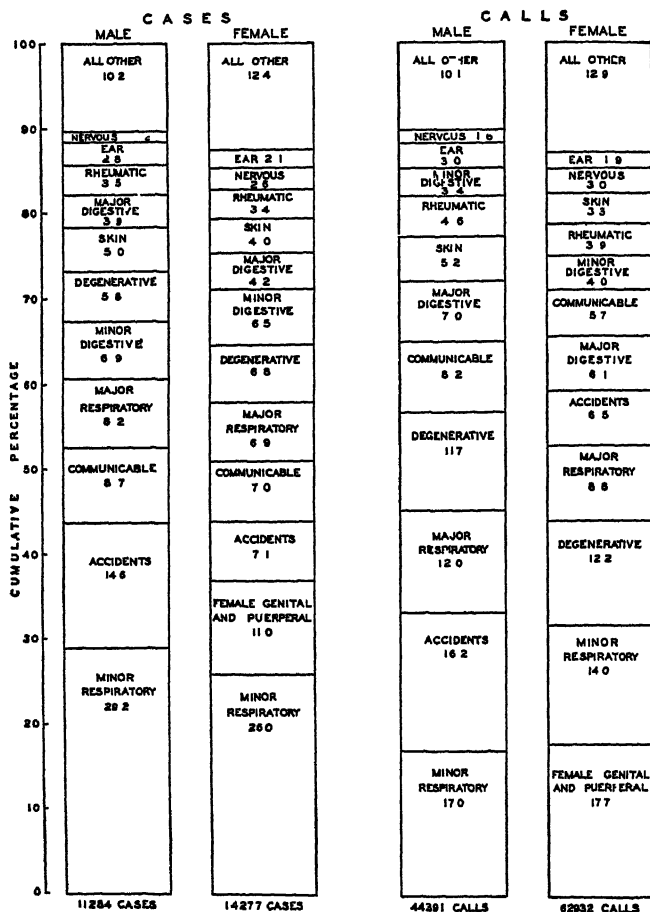 CASES
CALLS
MALE
FEMALE
MALE
FEMALE
CUMULATIVE PERCENTAGE
100
90
80
70
60
50
40
30
20
10
0
ALL OTHER
10 2
NERVOUS
EAR
2 8
RHEUMATIC
3 5
MAJOR
DIGESTIVE
3 9
SKIN
5 0
DEGENERATIVE
5 8
MINOR
DIGESTIVE
6 9
MAJOR
RESPIRATORY
8 2
COMMUNICABLE
8 7
ACCIDENTS
14 6
MINOR
RESPIRATORY
29 2
11284 CASES
ALL OTHER
12 4
EAR 2 1
NERVOUS
2 6
RHEUMATIC
3 4
SKIN
4 0
MAJOR
DIGESTIVE
4 2
MINOR
DIGESTIVE
6 5
DEGENERATIVE
6 8
MAJOR
RESPIRATORY
6 9
COMMUNICABLE
7 0
ACCIDENTS
7 1
FEMALE GENITAL
AND PUERPERAL
11 0
MINOR
RESPIRATORY
26 0
14277 CASES
ALL OTHER
10 1
NERVOUS 1 6
EAR
3 0
MINOR
DIGESTIVE
3 4
RHEUMATIC
4 6
SKIN
5 2
MAJOR
DIGESTIVE
7 0
COMMUNICABLE
8 2
DEGENERATIVE
11 7
MAJOR
RESPIRATORY
12 0
ACCIDENTS
16 2
MINOR
RESPIRATORY
17 0
44391 CALLS
ALL OTHER
12 9
EAR 1 9
NERVOUS
3 0
SKIN
3 3
RHEUMATIC
3 9
MINOR
DIGESTIVE
4 0
COMMUNICABLE
5 7
MAJOR
DIGESTIVE
6 1
ACCIDENTS
6 5
MAJOR
RESPIRATORY
8 8
DEGENERATIVE
12 2
MINOR
RESPIRATORY
14 0
FEMALE GENITAL
AND PUERPERAL
17 7
62932 CALLS